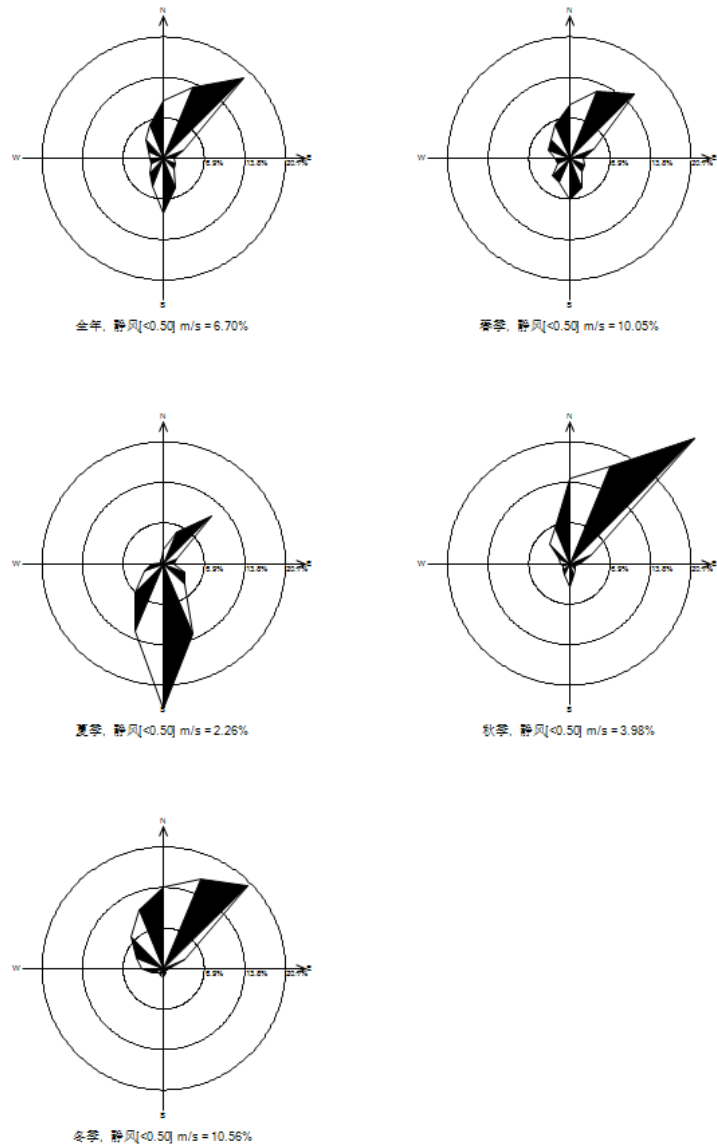 N
N
W
6.9%
13.8%
20.7%
E
W
6.9%
13.8%
20.7%
E
S
S
全年, 静风[<0.50] m/s = 6.70%
春季, 静风[<0.50] m/s = 10.05%
N
N
W
6.9%
13.8%
20.7%
E
W
6.9%
13.8%
20.7%
E
S
S
夏季, 静风[<0.50] m/s = 2.26%
秋季, 静风[<0.50] m/s = 3.98%
N
W
6.9%
13.8%
20.7%
E
S
冬季, 静风[<0.50] m/s = 10.56%